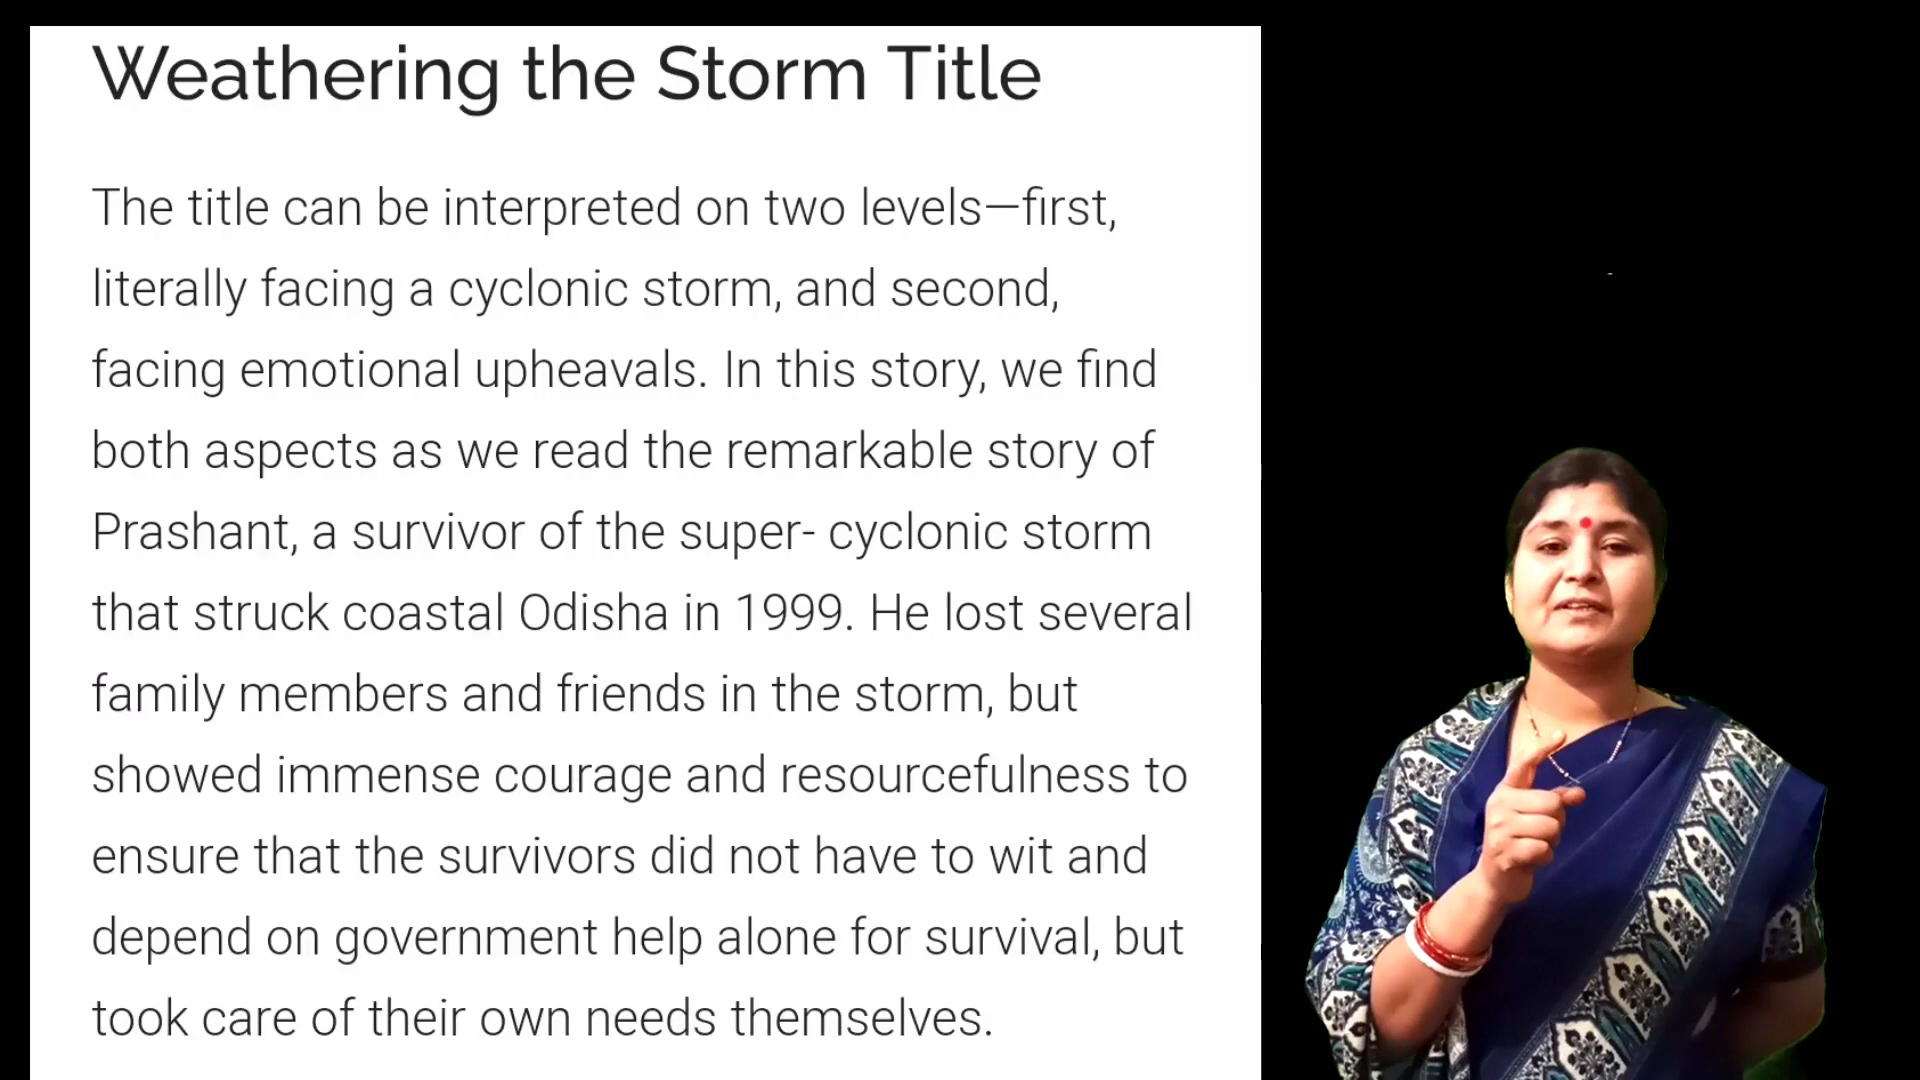 Weathering the Storm Title
The title can be interpreted on two levels—first,
literally facing a cyclonic storm, and second,
facing emotional upheavals. In this story, we find
both aspects as we read the remarkable story of
Prashant, a survivor of the super- cyclonic storm
that struck coastal Odisha in 1999. He lost several
family members and friends in the storm, but
showed immense courage and resourcefulness to
ensure that the survivors did not have to wit and
depend on government help alone for survival, but
took care of their own needs themselves.